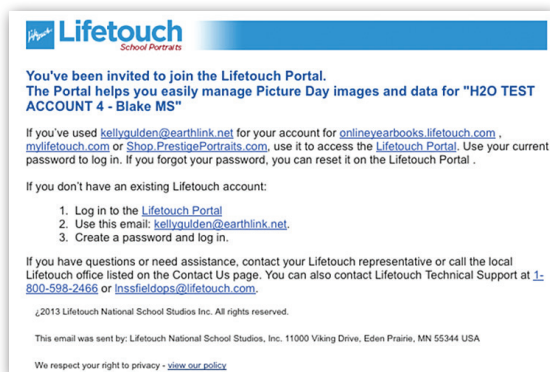 Lifetouch
School Portraits
You've been invited to join the Lifetouch Portal.
The Portal helps you easily manage Picture Day images and data for "H2O TEST
ACCOUNT 4 - Blake MS"
If you've used kellygulden@earthlink.net for your account for onlineyearbooks.lifetouch.com ,
mylifetouch.com or Shop.PrestigePortraits.com, use it to access the Lifetouch Portal. Use your current
password to log in. If you forgot your password, you can reset it on the Lifetouch Portal .
If you don't have an existing Lifetouch account:
1. Log in to the Lifetouch Portal
2. Use this email: kellygulden@earthlink.net.
3. Create a password and log in.
If you have questions or need assistance, contact your Lifetouch representative or call the local
Lifetouch office listed on the Contact Us page. You can also contact Lifetouch Technical Support at 1-
800-598-2466 or lnssfieldops@lifetouch.com.
¿2013 Lifetouch National School Studios Inc. All rights reserved.
This email was sent by: Lifetouch National School Studios, Inc. 11000 Viking Drive, Eden Prairie, MN 55344 USA
We respect your right to privacy - view our policy